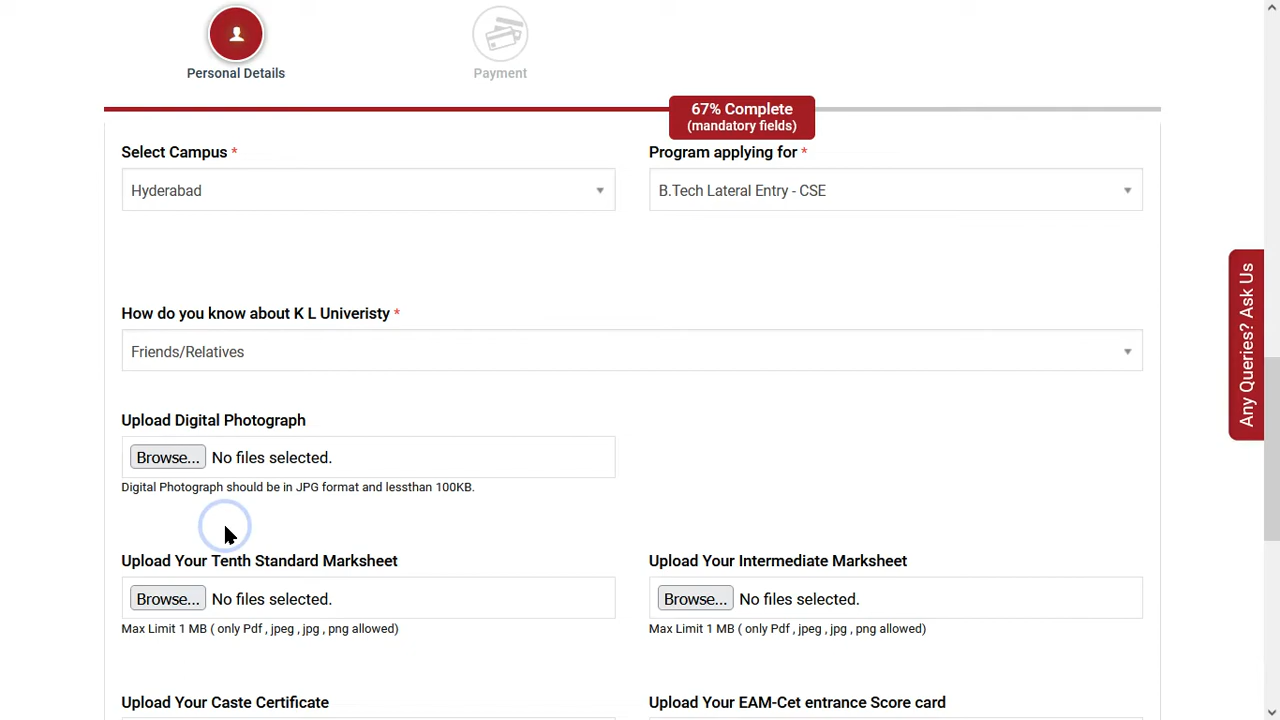 Personal Details
Payment
67% Complete
(mandatory fields)
Select Campus *
Program applying for *
Hyderabad
B.Tech Lateral Entry - CSE
How do you know about K L Univeristy *
Friends/Relatives
Upload Digital Photograph
Browse... No files selected.
Digital Photograph should be in JPG format and lessthan 100KB.
Upload Your Tenth Standard Marksheet
Upload Your Intermediate Marksheet
Browse... No files selected.
Browse... No files selected.
Max Limit 1 MB ( only Pdf , jpeg , jpg , png allowed)
Max Limit 1 MB ( only Pdf , jpeg , jpg , png allowed)
Upload Your Caste Certificate
Upload Your EAM-Cet entrance Score card
Any Queries? Ask Us